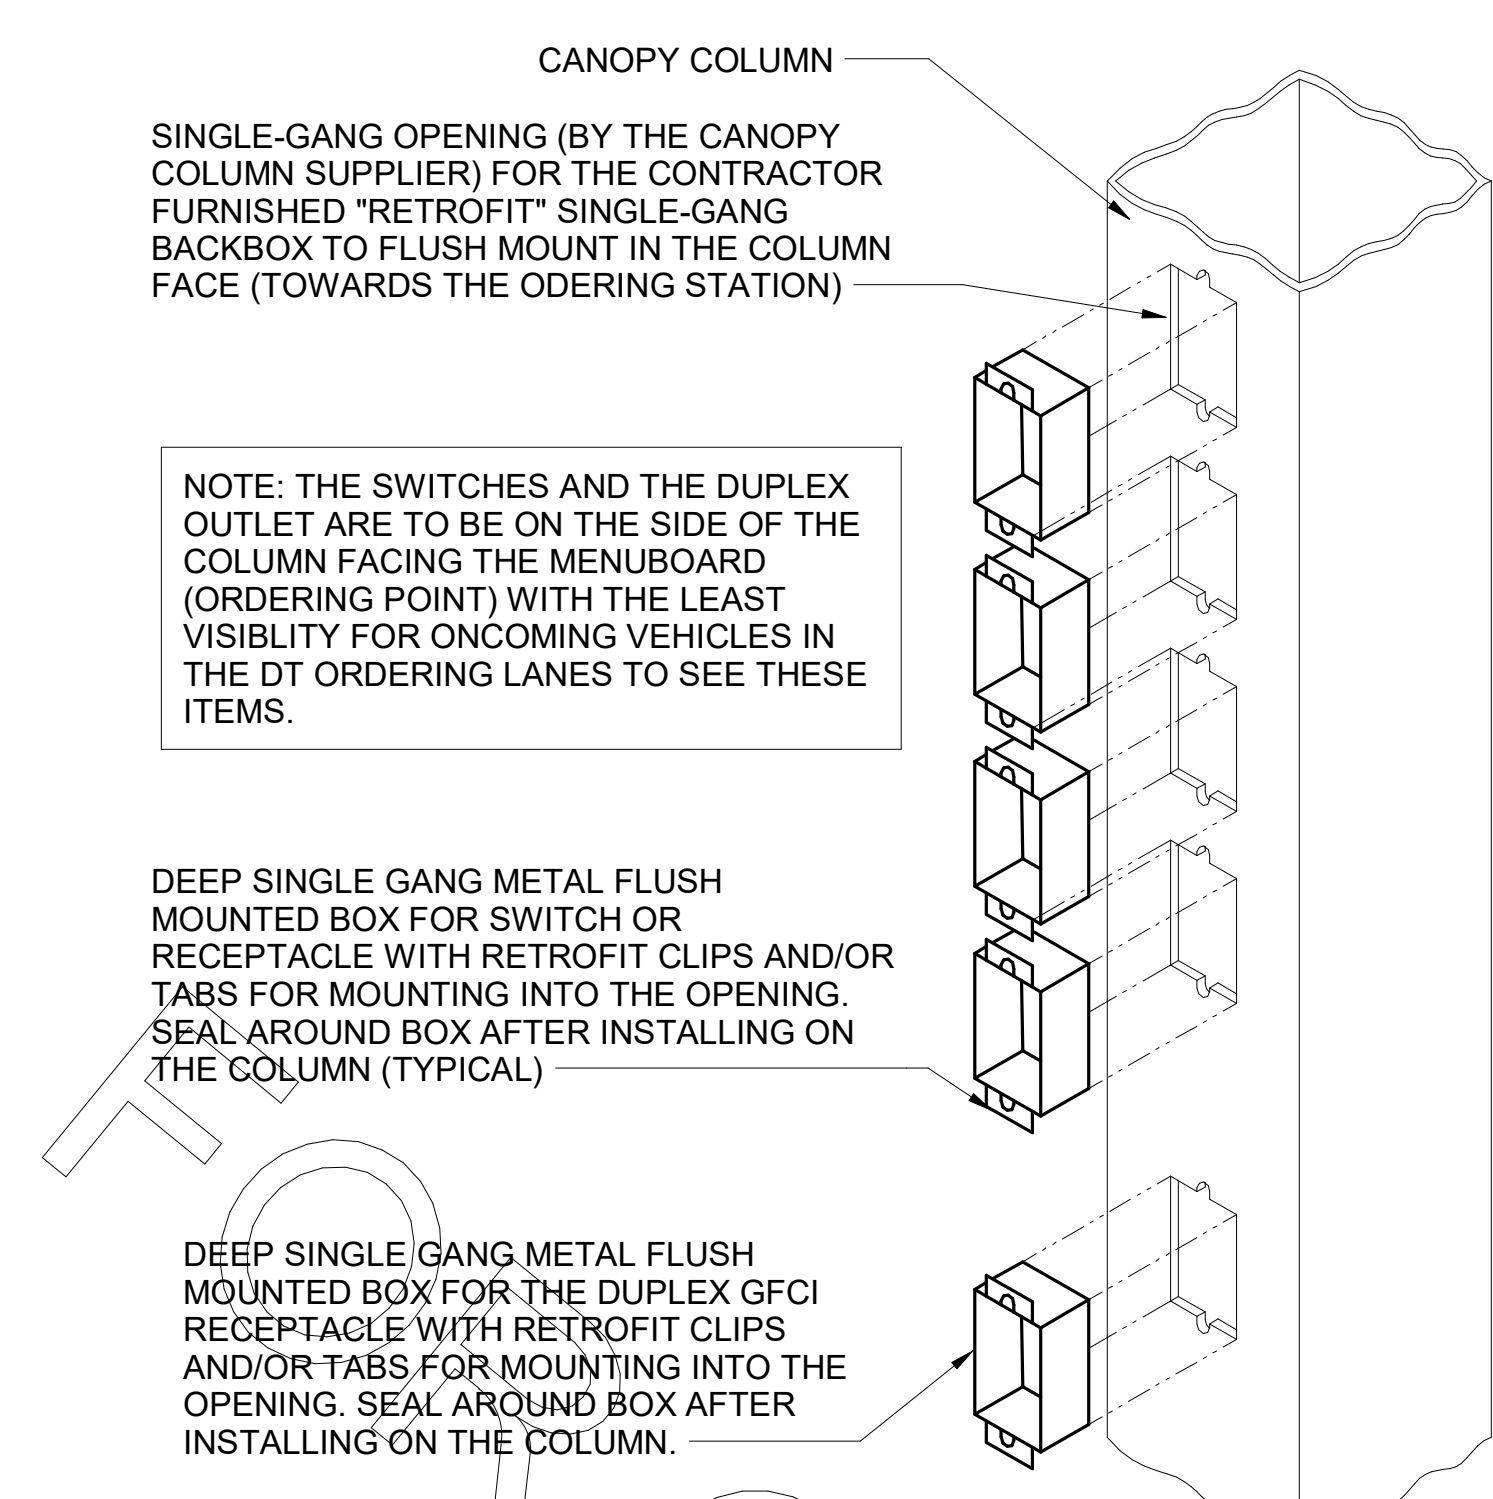 CANOPY COLUMN
SINGLE-GANG OPENING (BY THE CANOPY
COLUMN SUPPLIER) FOR THE CONTRACTOR
FURNISHED "RETROFIT" SINGLE-GANG
BACKBOX TO FLUSH MOUNT IN THE COLUMN
FACE (TOWARDS THE ODERING STATION)
NOTE: THE SWITCHES AND THE DUPLEX
OUTLET ARE TO BE ON THE SIDE OF THE
COLUMN FACING THE MENUBOARD
(ORDERING POINT) WITH THE LEAST
VISIBLITY FOR ONCOMING VEHICLES IN
THE DT ORDERING LANES TO SEE THESE
ITEMS.
DEEP SINGLE GANG METAL FLUSH
MOUNTED BOX FOR SWITCH OR
RECEPTACLE WITH RETROFIT CLIPS AND/OR
TABS FOR MOUNTING INTO THE OPENING.
SEAL AROUND BOX AFTER INSTALLING ON
THE COLUMN (TYPICAL)
DEEP SINGLE GANG METAL FLUSH
MOUNTED BOX FOR THE DUPLEX GFCI
RECEPTACLE WITH RETROFIT CLIPS
AND/OR TABS FOR MOUNTING INTO THE
OPENING. SEAL AROUND BOX AFTER
INSTALLING ON THE COLUMN.
FOR